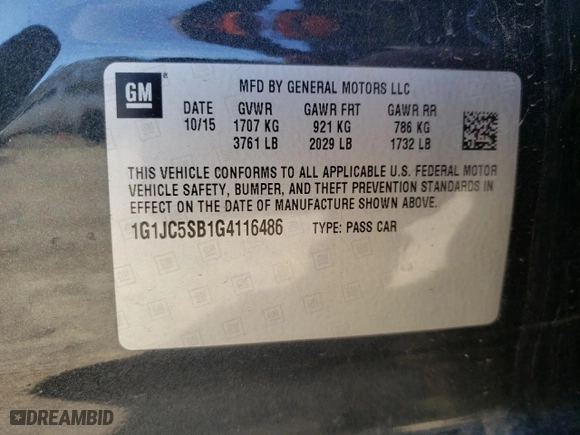 GM
MFD BY GENERAL MOTORS LLC
DATE GVWR GAWR FRT GAWR RR
10/15 1707 KG 921 KG 786 KG
3761 LB 2029 LB 1732 LB
THIS VEHICLE CONFORMS TO ALL APPLICABLE U.S. FEDERAL MOTOR
VEHICLE SAFETY, BUMPER, AND THEFT PREVENTION STANDARDS IN
EFFECT ON THE DATE OF MANUFACTURE SHOWN ABOVE.
1G1JC5SB1G4116486 TYPE: PASS CAR
DREAMBID